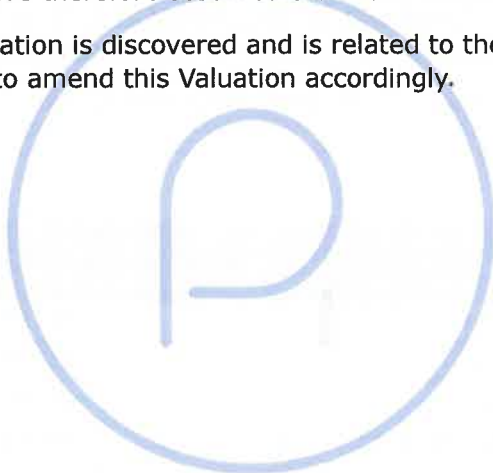 ation is discovered and is related to the
to amend this Valuation accordingly.